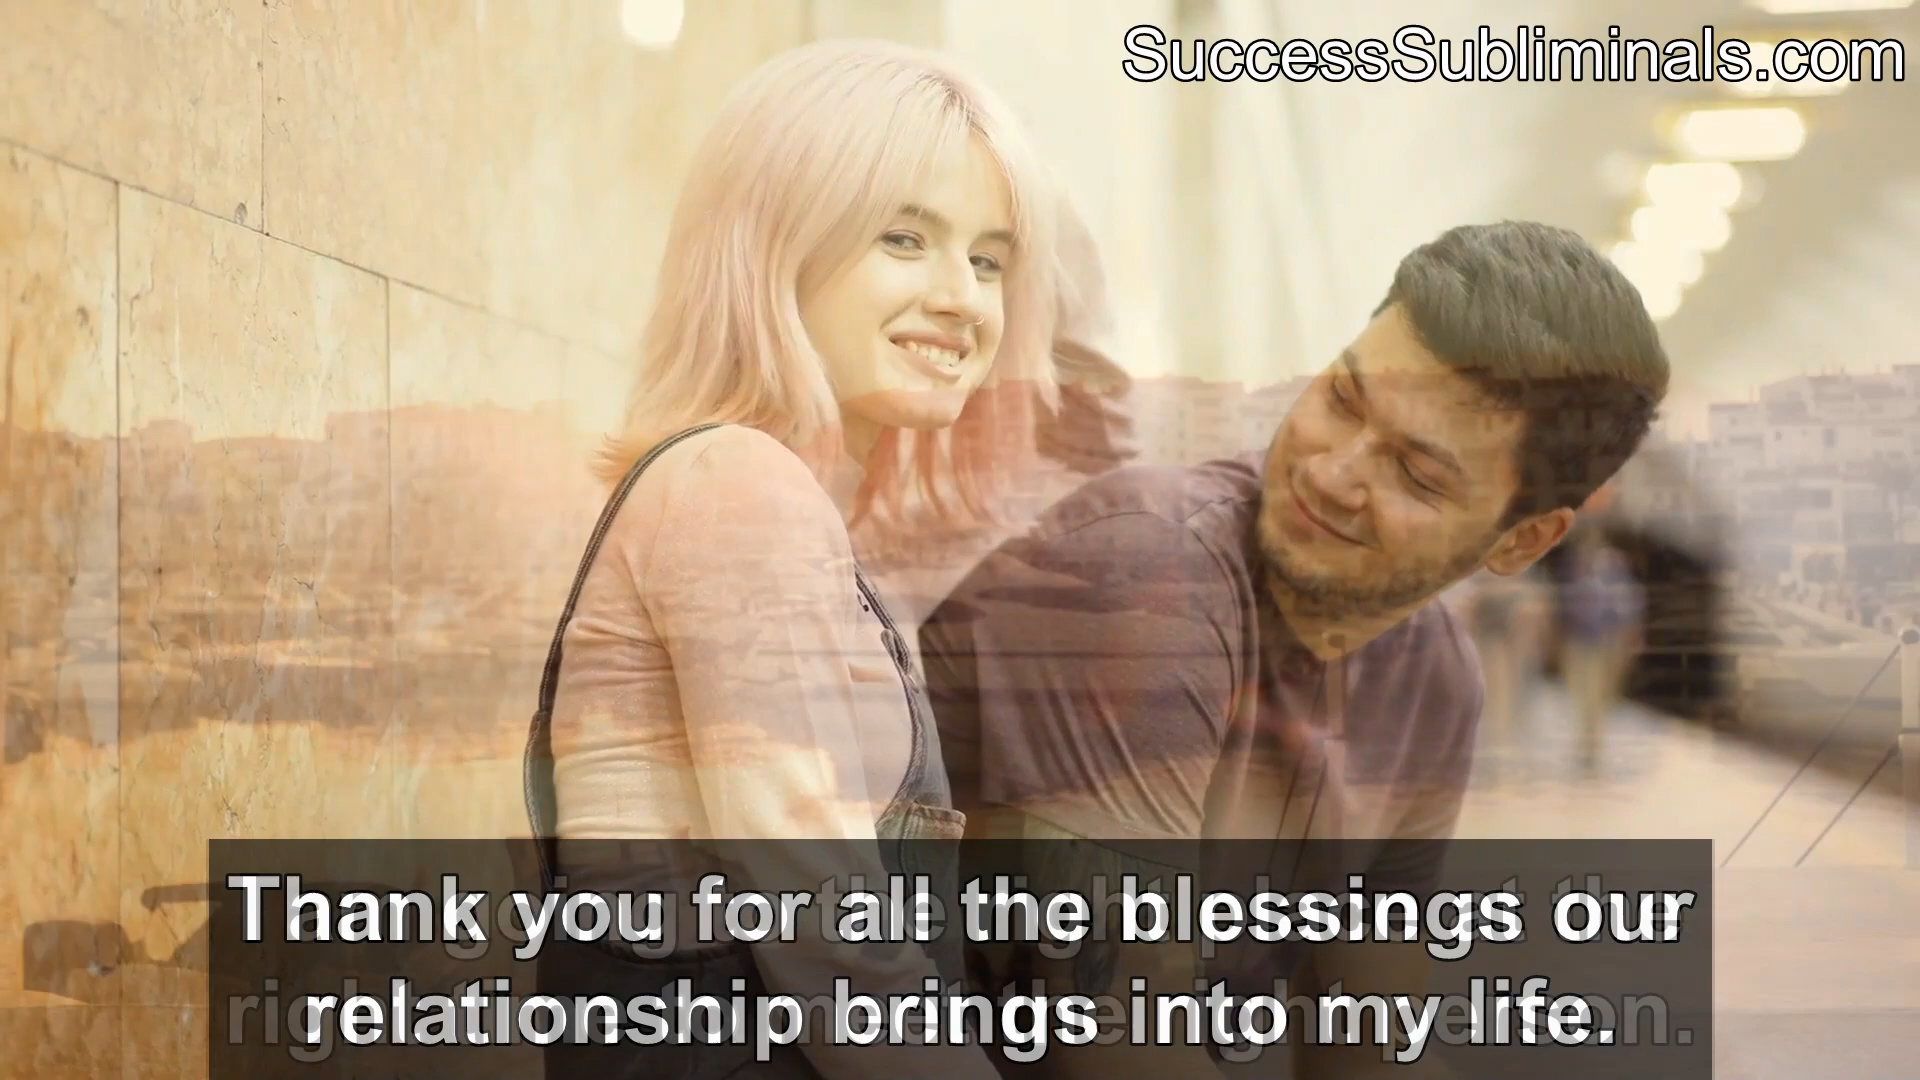 SuccessSubliminals.com
Thank you for all the blessings our
relationship brings into my life.